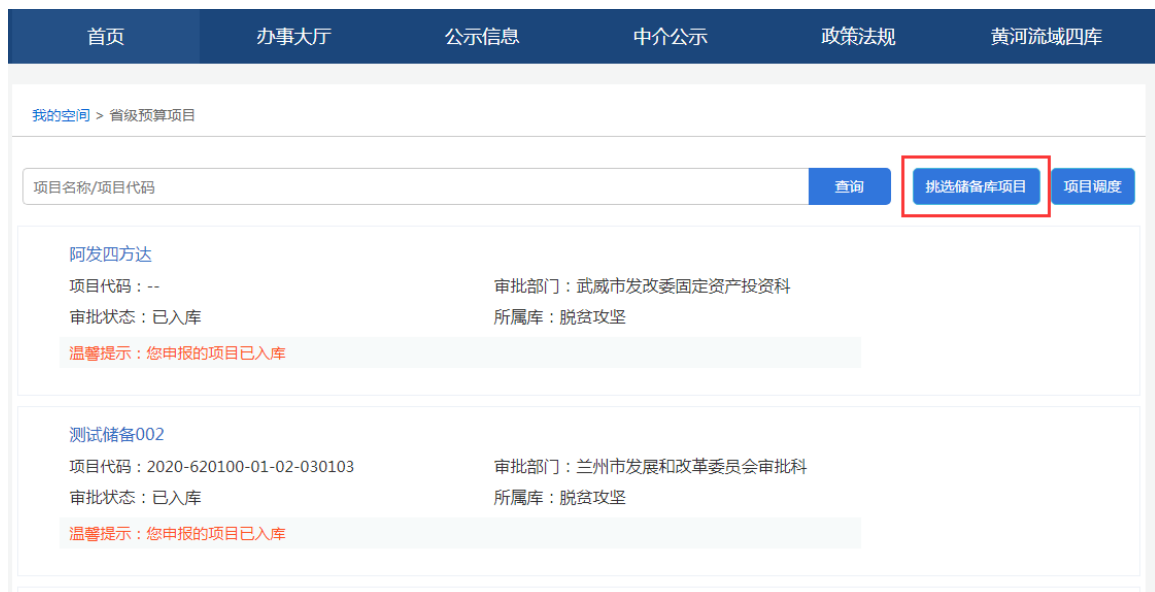 首页 办事大厅 公示信息 中介公示 政策法规 黄河流域四库
我的空间 > 省级预算项目
项目名称/项目代码 查询 挑选储备库项目 项目调度
阿发四方达
项目代码：-- 审批部门：武威市发改委固定资产投资科
审批状态：已入库 所属库：脱贫攻坚
温馨提示：您申报的项目已入库
测试储备002
项目代码：2020-620100-01-02-030103 审批部门：兰州市发展和改革委员会审批科
审批状态：已入库 所属库：脱贫攻坚
温馨提示：您申报的项目已入库